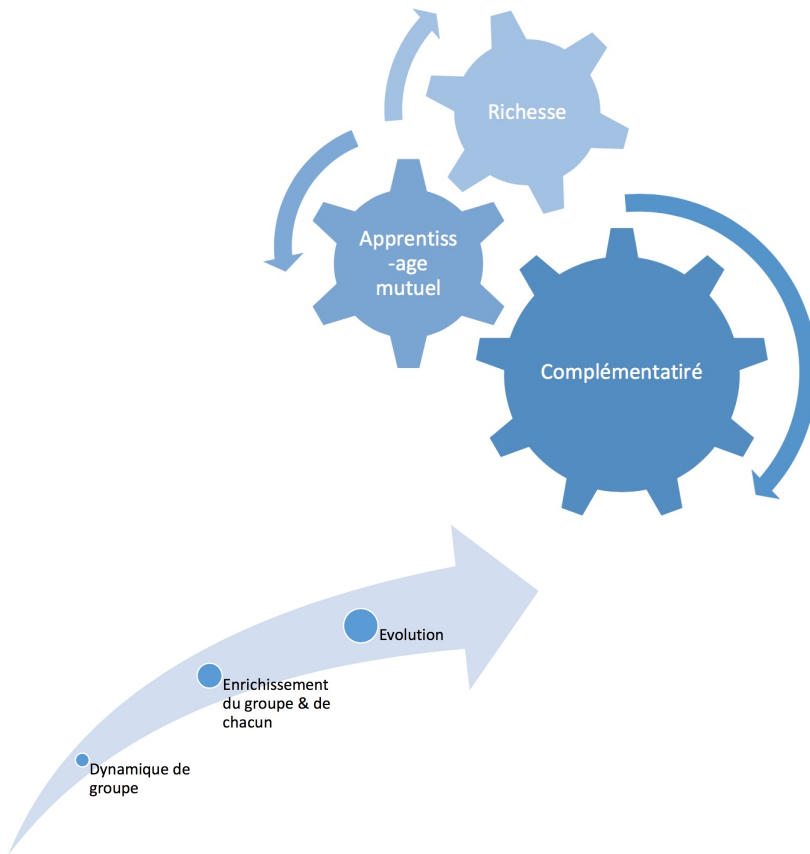 Richesse
Apprentiss
-age
mutuel
Complémentatiré
Evolution
Enrichissement
du groupe & de
chacun
Dynamique de
groupe